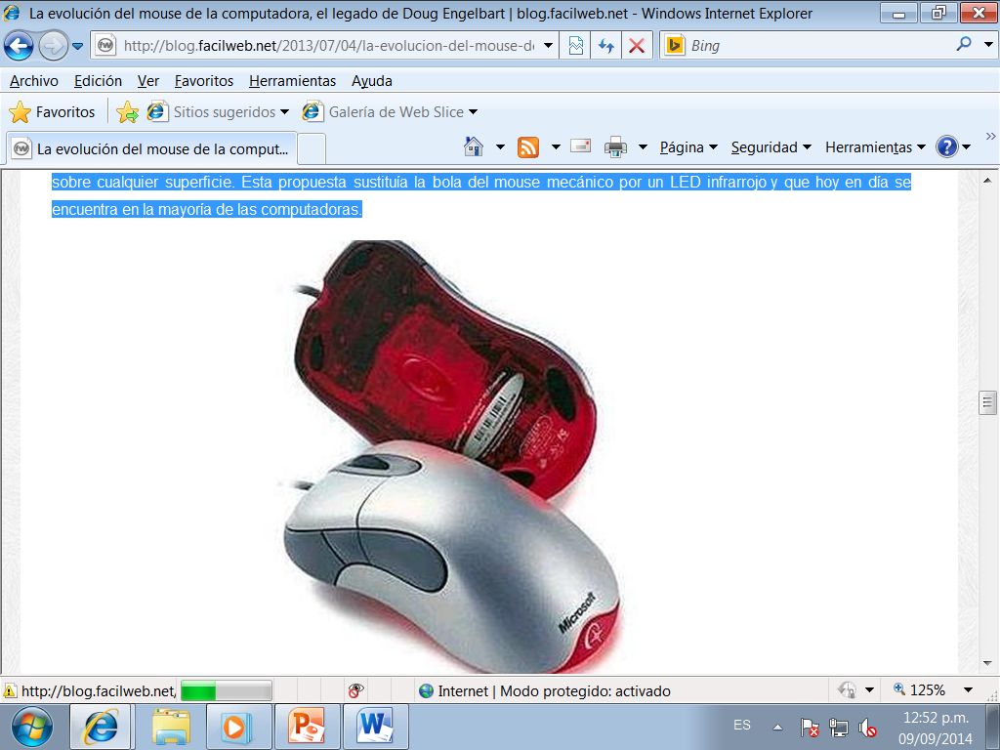 La evolución del mouse de la computadora, el legado de Doug Engelbart | blog.facilweb.net - Windows Internet Explorer
http://blog.facilweb.net/2013/07/04/la-evolucion-del-mouse-de
Bing
Archivo Edición Ver Favoritos Herramientas Ayuda
Favoritos Sitios sugeridos Galería de Web Slice
La evolución del mouse de la comput... Página Seguridad Herramientas
sobre cualquier superficie. Esta propuesta sustituía la bola del mouse mecánico por un LED infrarrojo y que hoy en día se
encuentra en la mayoría de las computadoras.
Microsoft
http://blog.facilweb.net, Internet | Modo protegido: activado 125%
ES 12:52 p.m.
09/09/2014